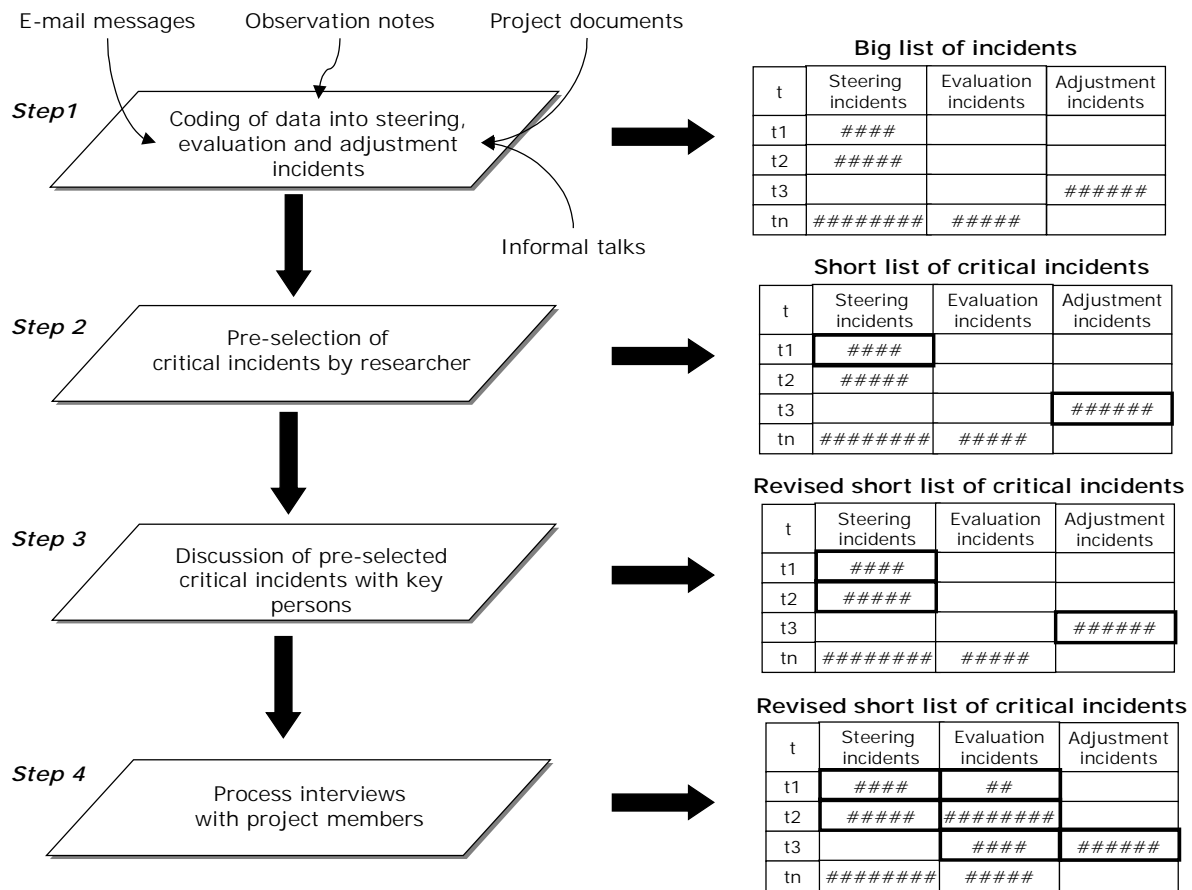 E-mail messages
Observation notes
Project documents
Step1
Coding of data into steering,
evaluation and adjustment
incidents
Informal talks
Big list of incidents
t Steering incidents Evaluation incidents Adjustment incidents
t1 ####
t2 #####
t3 ######
tn ######## #####
Step 2
Pre-selection of
critical incidents by researcher
Short list of critical incidents
t Steering incidents Evaluation incidents Adjustment incidents
t1 ####
t2 #####
t3 ######
tn ######## #####
Step 3
Discussion of pre-selected
critical incidents with key
persons
Revised short list of critical incidents
t Steering incidents Evaluation incidents Adjustment incidents
t1 ####
t2 #####
t3 ######
tn ######## #####
Step 4
Process interviews
with project members
Revised short list of critical incidents
t Steering incidents Evaluation incidents Adjustment incidents
t1 #### ##
t2 ##### ########
t3 #### ######
tn ######## #####